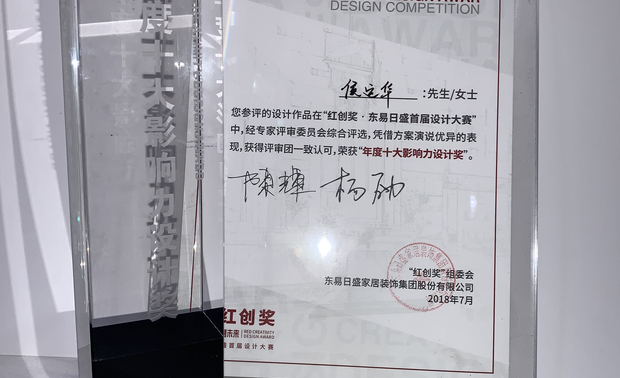 DESIGN COMPETITION
侯运华：先生/女士
您参评的设计作品在“红创奖·东易日盛首届设计大赛”
中，经专家评审委员会综合评选，凭借方案演说优异的表
现，获得评审团一致认可，荣获“年度十大影响力设计奖”。
杨
“红创奖”组委会
东易日盛家居装饰集团股份有限公司
2018年7月
红创奖
未来 RED CREATIVITY
DESIGN AWARD
首届设计大赛
度十大影响力设计奖